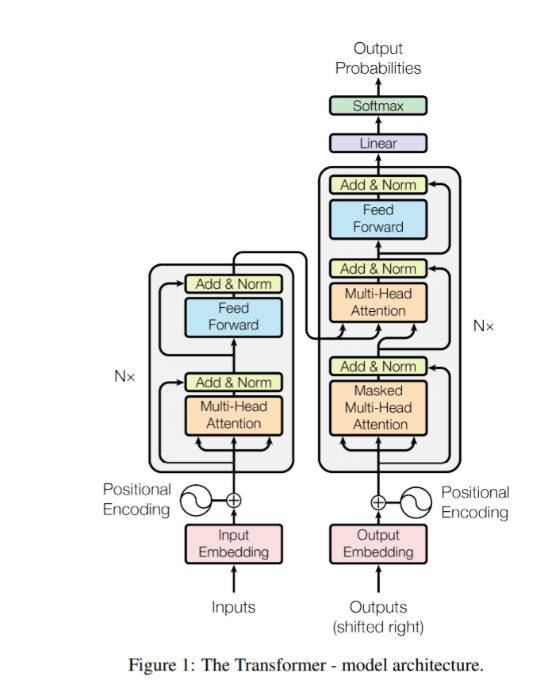 Output
Probabilities
Softmax
Linear
Add & Norm
Feed
Forward
Add & Norm
Multi-Head
Attention
Add & Norm
Masked
Multi-Head
Attention
N×
Add & Norm
Feed
Forward
Add & Norm
Multi-Head
Attention
N×
Positional
Encoding
Positional
Encoding
Input
Embedding
Output
Embedding
Inputs
Outputs
(shifted right)
Figure 1: The Transformer - model architecture.